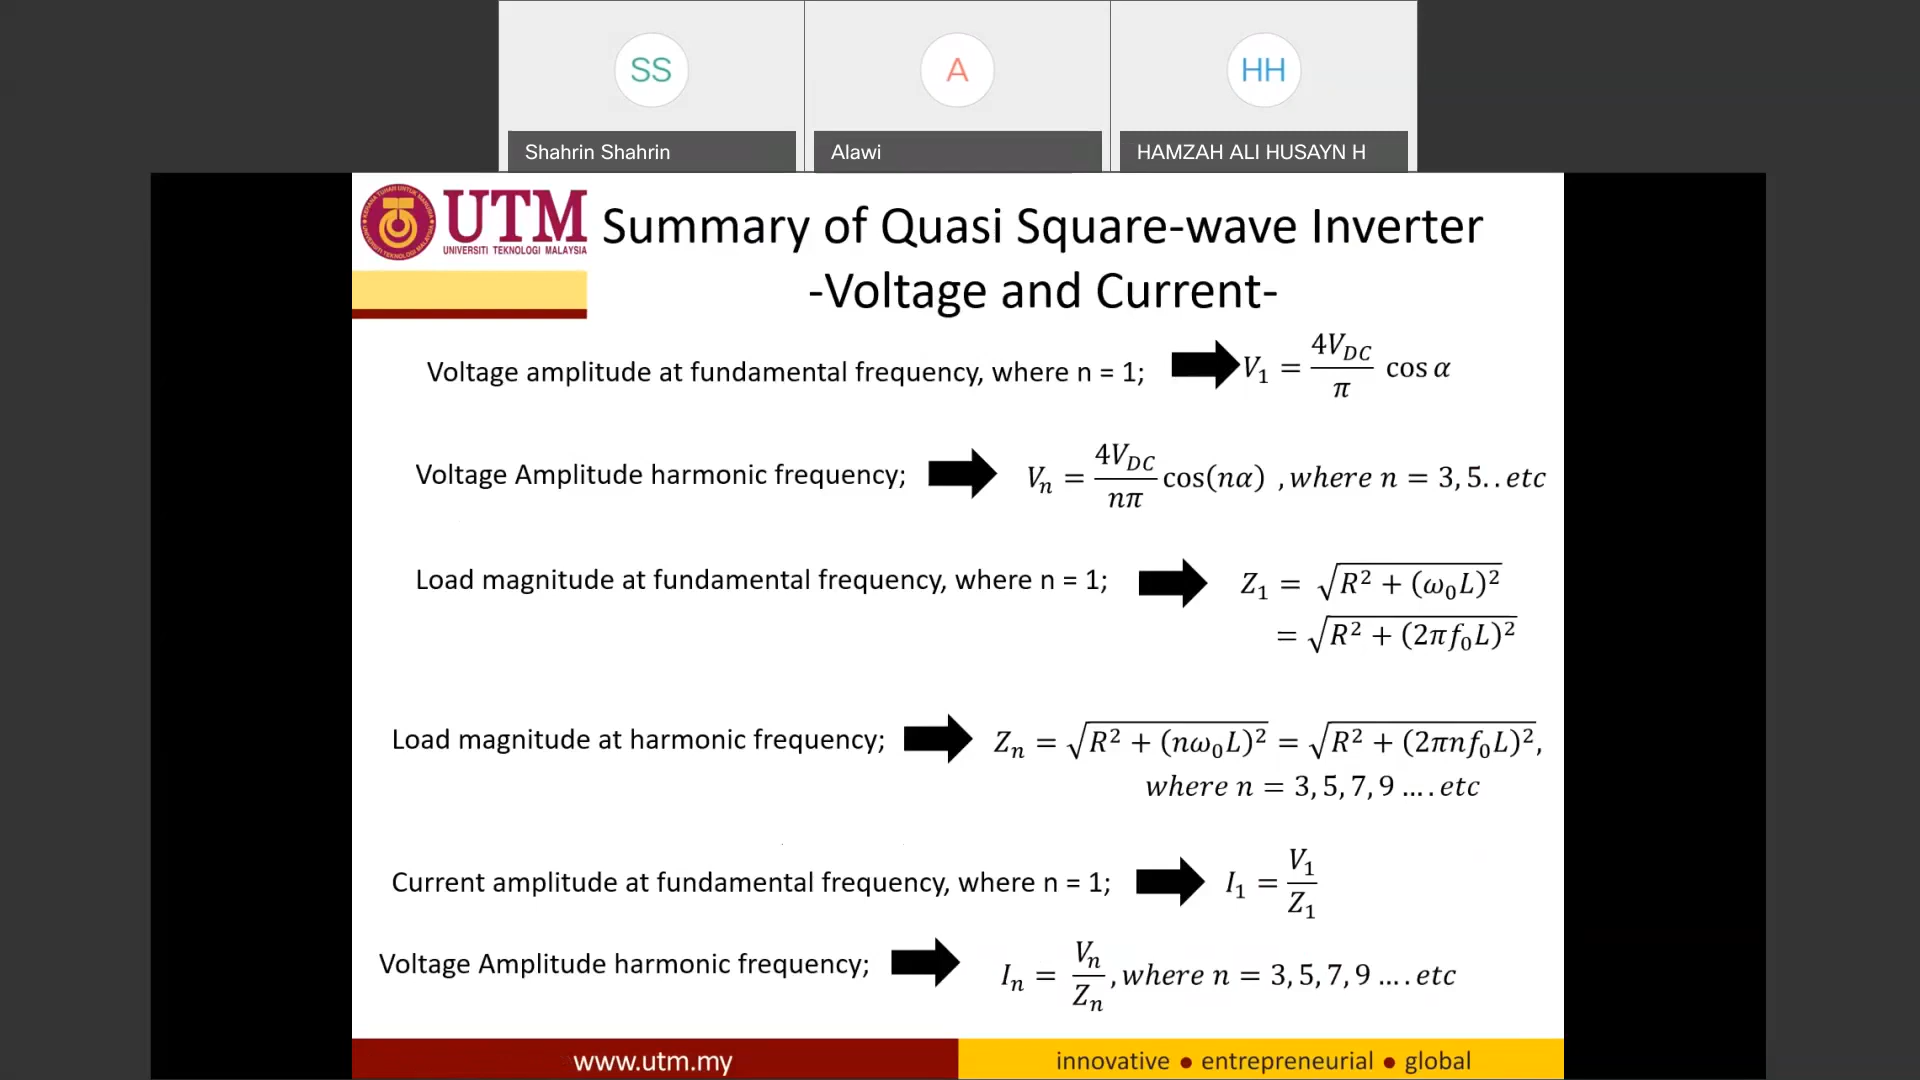 SS
A
HH
Shahrin Shahrin
Alawi
HAMZAH ALI HUSAYN H
UTM
UNIVERSITI TEKNOLOGI MALAYSIA
Summary of Quasi Square-wave Inverter
-Voltage and Current-
Voltage amplitude at fundamental frequency, where n = 1; V₁ = 4V_DC/π cos α
Voltage Amplitude harmonic frequency; Vₙ = 4V_DC/nπ cos(nα) , where n = 3, 5. . etc
Load magnitude at fundamental frequency, where n = 1; Z₁ = √(R² + (ω₀L)²)
= √(R² + (2πf₀L)²)
Load magnitude at harmonic frequency; Zₙ = √(R² + (nω₀L)²) = √(R² + (2πnf₀L)²),
where n = 3, 5, 7, 9 .... etc
Current amplitude at fundamental frequency, where n = 1; I₁ = V₁/Z₁
Voltage Amplitude harmonic frequency; Iₙ = Vₙ/Zₙ , where n = 3, 5, 7, 9 .... etc
www.utm.my
innovative ● entrepreneurial ● global